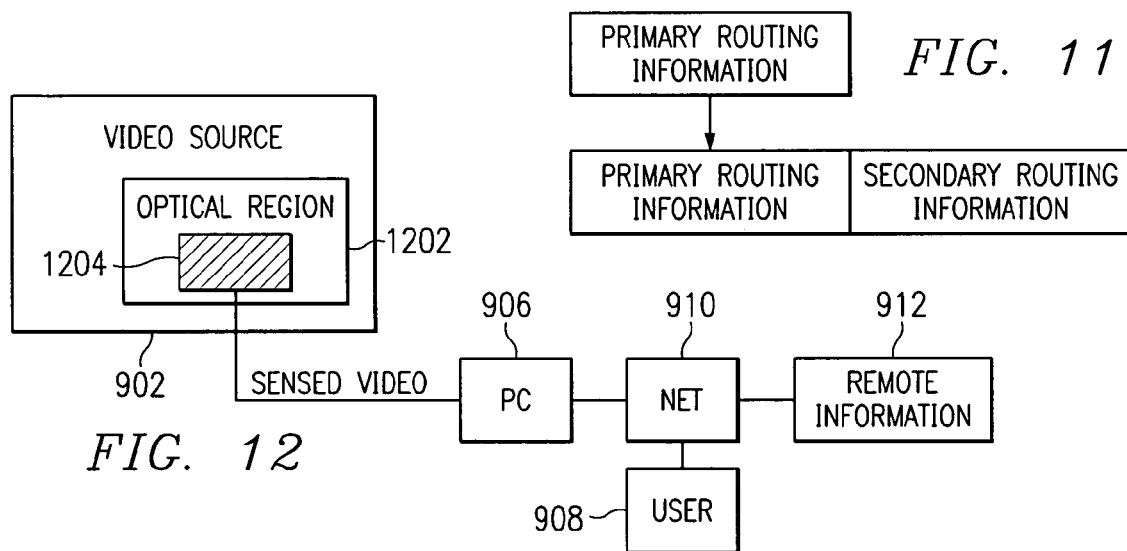 PRIMARY ROUTING
INFORMATION
FIG. 11
PRIMARY ROUTING
INFORMATION
SECONDARY ROUTING
INFORMATION
VIDEO SOURCE
OPTICAL REGION
1204
1202
902
SENSED VIDEO
906
PC
910
NET
912
REMOTE
INFORMATION
908
USER
FIG. 12